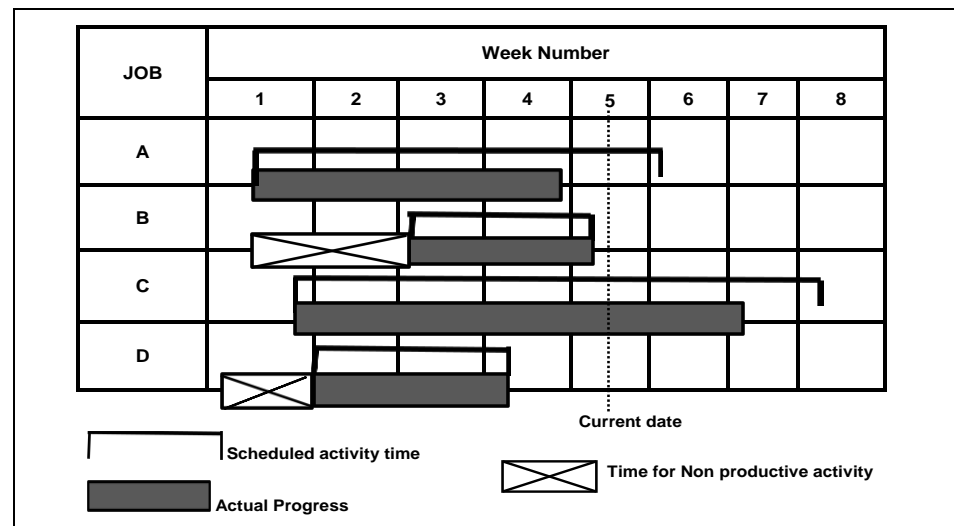 JOB
Week Number
1 2 3 4 5 6 7 8
A
B
C
D
Current date
Scheduled activity time
Time for Non productive activity
Actual Progress